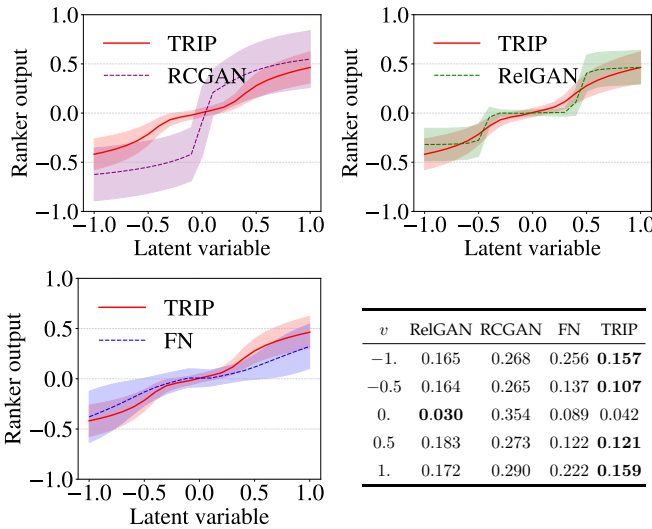 1.0
0.5
0.0
−0.5
−1.0
Ranker output
TRIP
RCGAN
−1.0 −0.5 0.0 0.5 1.0
Latent variable
1.0
0.5
0.0
−0.5
−1.0
Ranker output
TRIP
RelGAN
−1.0 −0.5 0.0 0.5 1.0
Latent variable
1.0
0.5
0.0
−0.5
−1.0
Ranker output
TRIP
FN
−1.0 −0.5 0.0 0.5 1.0
Latent variable
v RelGAN RCGAN FN TRIP
−1. 0.165 0.268 0.256 0.157
−0.5 0.164 0.265 0.137 0.107
0. 0.030 0.354 0.089 0.042
0.5 0.183 0.273 0.122 0.121
1. 0.172 0.290 0.222 0.159